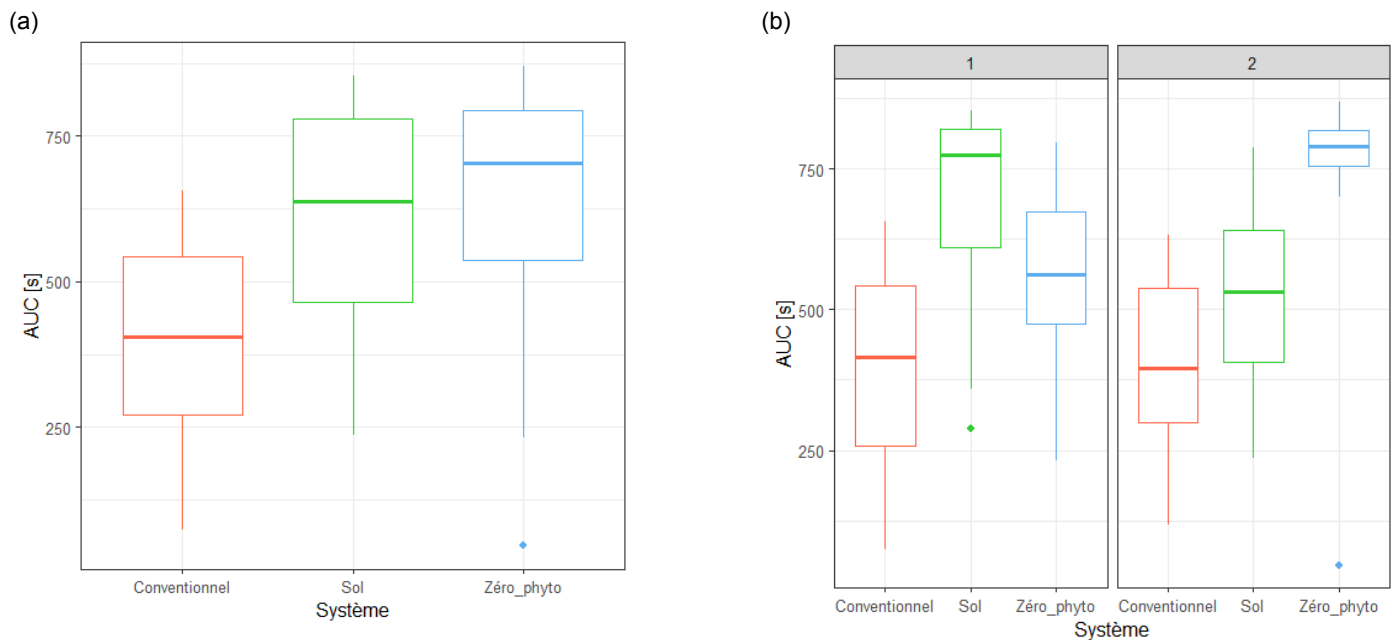 (a)
AUC [s]
750
500
250
Conventionnel Sol Zéro_phyto
Système
(b)
1 2
AUC [s]
750
500
250
Conventionnel Sol Zéro_phyto Conventionnel Sol Zéro_phyto
Système